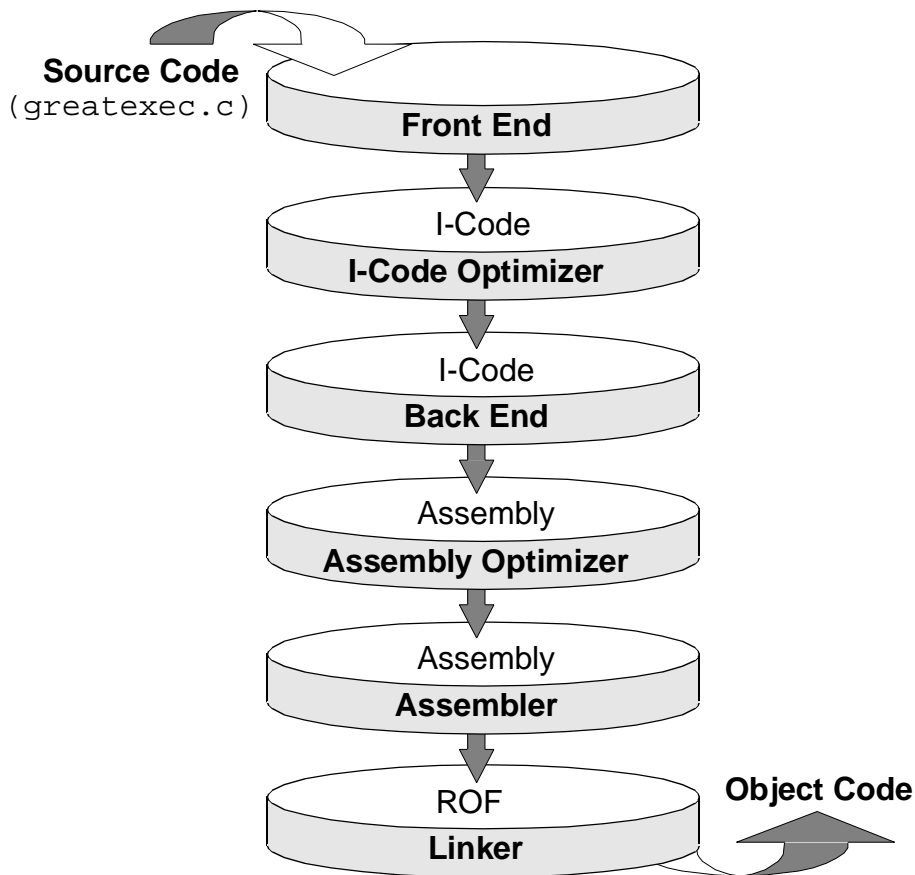 Source Code
(greatexec.c)
Front End
I-Code
I-Code Optimizer
I-Code
Back End
Assembly
Assembly Optimizer
Assembly
Assembler
ROF
Linker
Object Code